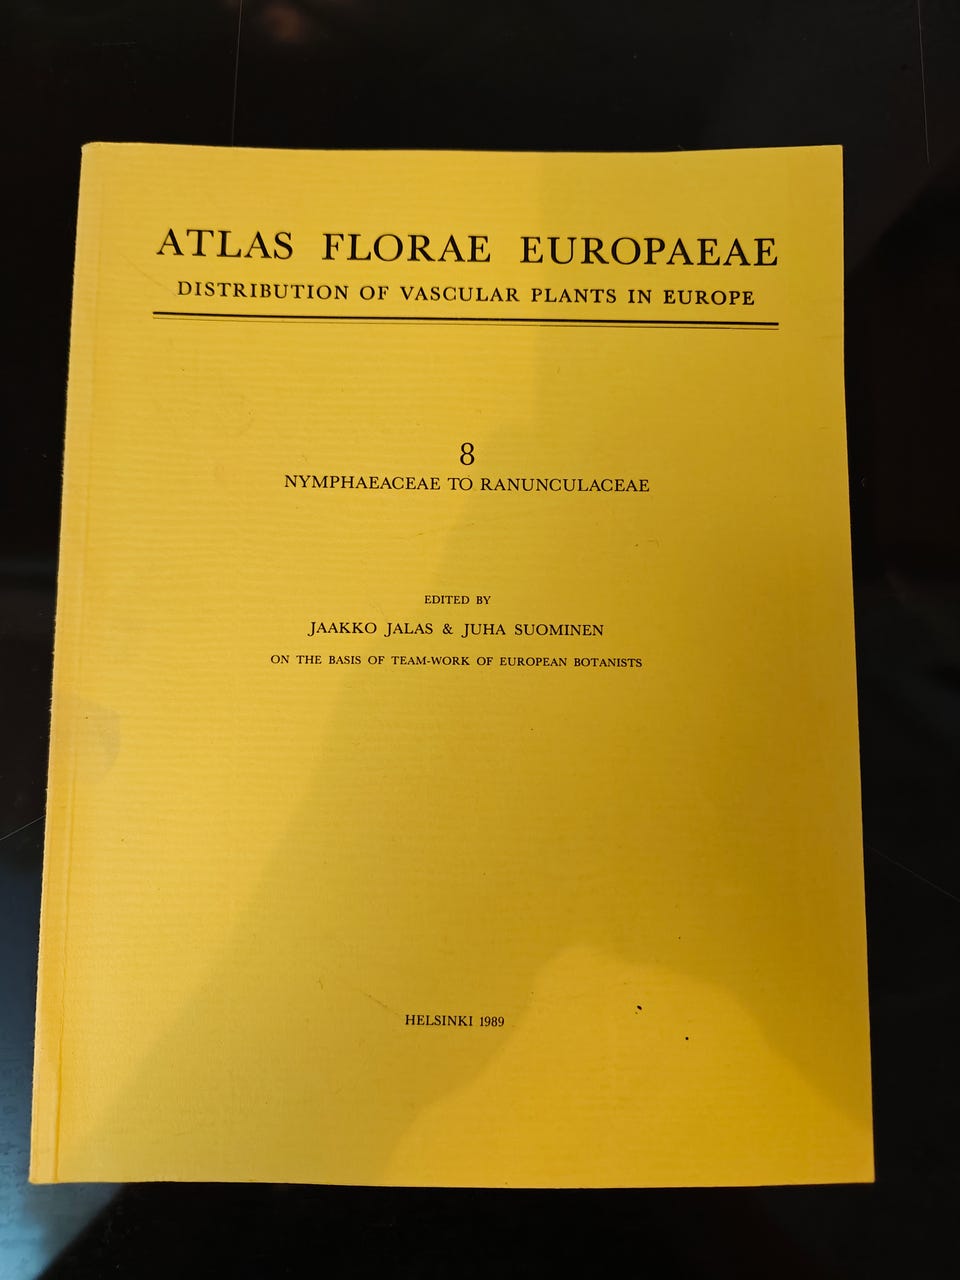 ATLAS FLORAE EUROPAEAE
DISTRIBUTION OF VASCULAR PLANTS IN EUROPE
8
NYMPHAEACEAE TO RANUNCULACEAE
EDITED BY
JAAKKO JALAS & JUHA SUOMINEN
ON THE BASIS OF TEAM-WORK OF EUROPEAN BOTANISTS
HELSINKI 1989